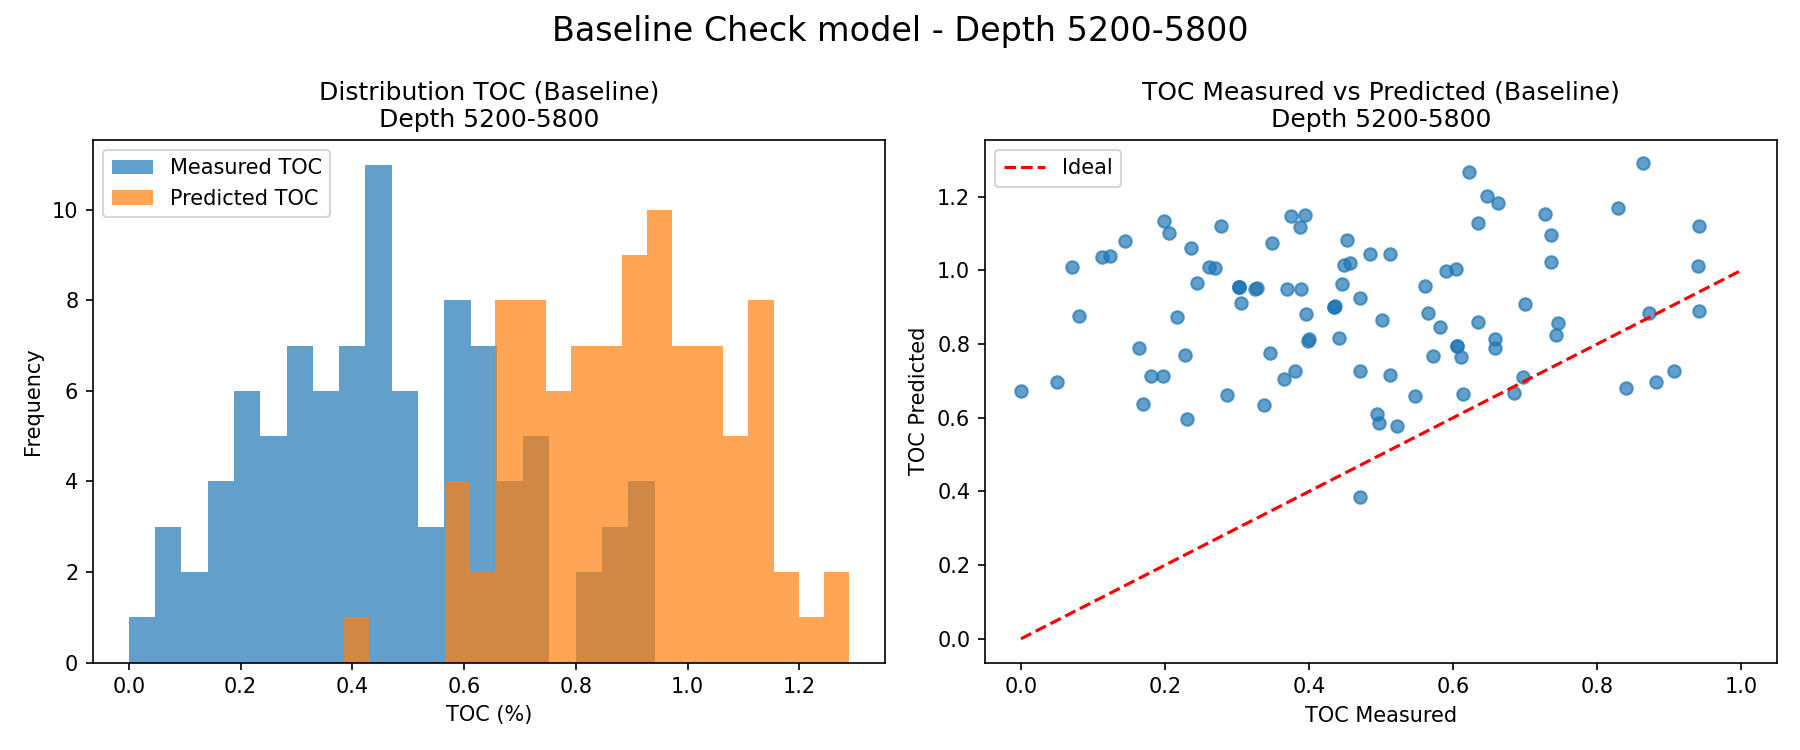 Baseline Check model - Depth 5200-5800
Distribution TOC (Baseline)
Depth 5200-5800
Measured TOC
Predicted TOC
Frequency
10
8
6
4
2
0
0.0 0.2 0.4 0.6 0.8 1.0 1.2
TOC (%)
TOC Measured vs Predicted (Baseline)
Depth 5200-5800
Ideal
TOC Predicted
1.2
1.0
0.8
0.6
0.4
0.2
0.0
0.0 0.2 0.4 0.6 0.8 1.0
TOC Measured